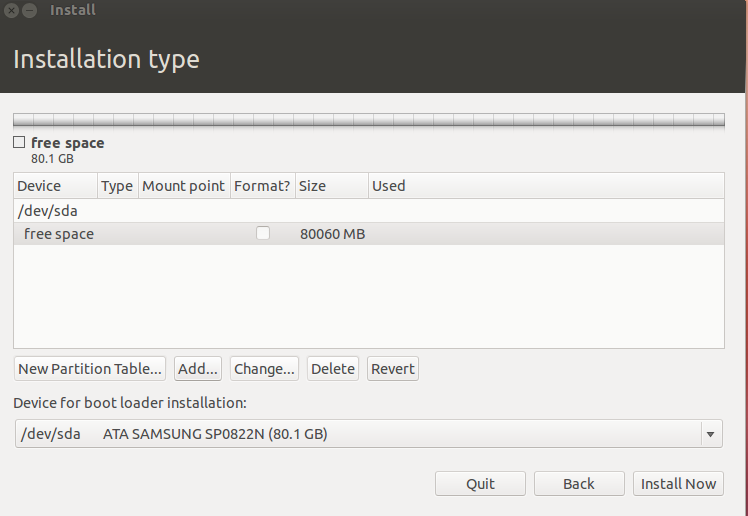 Install
Installation type
free space
80.1 GB
Device Type Mount point Format? Size Used
/dev/sda
free space 80060 MB
New Partition Table... Add... Change... Delete Revert
Device for boot loader installation:
/dev/sda ATA SAMSUNG SP0822N (80.1 GB)
Quit Back Install Now